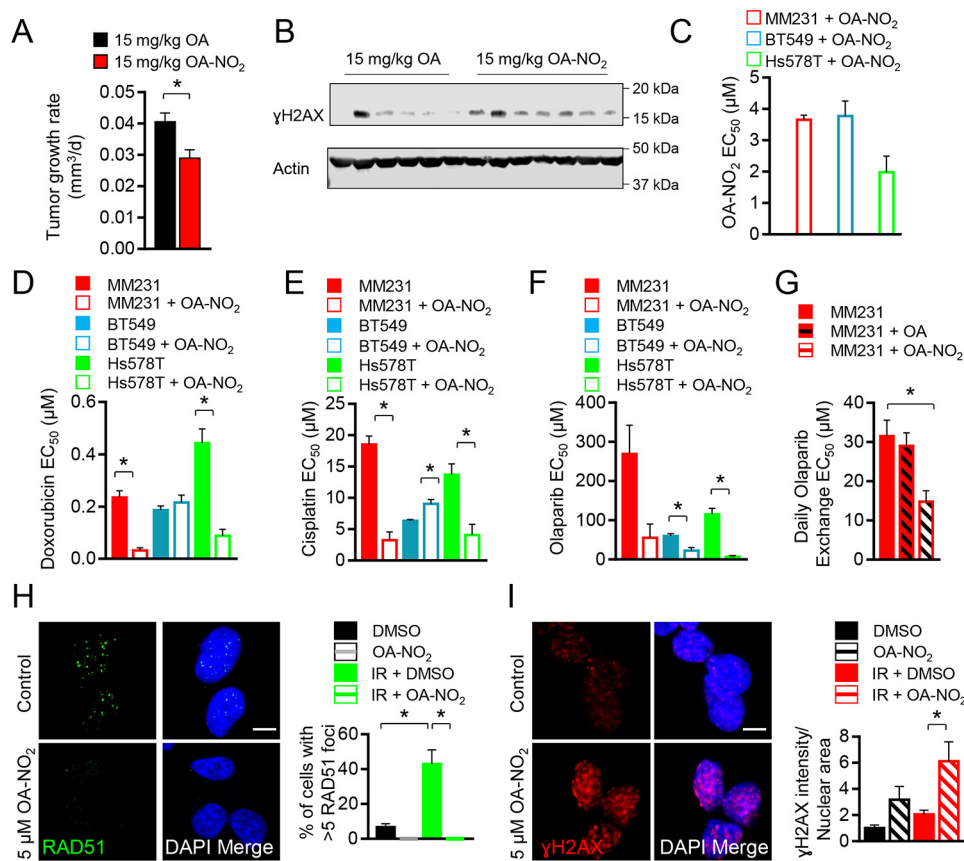 A
15 mg/kg OA
15 mg/kg OA-NO2
*
Tumor growth rate
(mm3/d)
0.05
0.04
0.03
0.02
0.01
0.00
B
15 mg/kg OA 15 mg/kg OA-NO2
ɣH2AX
20 kDa
15 kDa
Actin
50 kDa
37 kDa
C
MM231 + OA-NO2
BT549 + OA-NO2
Hs578T + OA-NO2
OA-NO2 EC50 (µM)
5
4
3
2
1
0
D
MM231
MM231 + OA-NO2
BT549
BT549 + OA-NO2
Hs578T
Hs578T + OA-NO2
Doxorubicin EC50 (µM)
0.6
0.4
0.2
0.0
*
*
E
MM231
MM231 + OA-NO2
BT549
BT549 + OA-NO2
Hs578T
Hs578T + OA-NO2
Cisplatin EC50 (µM)
25
20
15
10
5
0
*
*
*
F
MM231
MM231 + OA-NO2
BT549
BT549 + OA-NO2
Hs578T
Hs578T + OA-NO2
Olaparib EC50 (µM)
400
300
200
100
0
*
*
G
MM231
MM231 + OA
MM231 + OA-NO2
Daily Olaparib
Exchange EC50 (µM)
40
30
20
10
0
*
H
Control
5 µM OA-NO2
RAD51
DAPI Merge
DMSO
OA-NO2
IR + DMSO
IR + OA-NO2
% of cells with
>5 RAD51 foci
60
40
20
0
*
*
I
Control
5 µM OA-NO2
ɣH2AX
DAPI Merge
DMSO
OA-NO2
IR + DMSO
IR + OA-NO2
ɣH2AX intensity/
Nuclear area
8
6
4
2
0
*